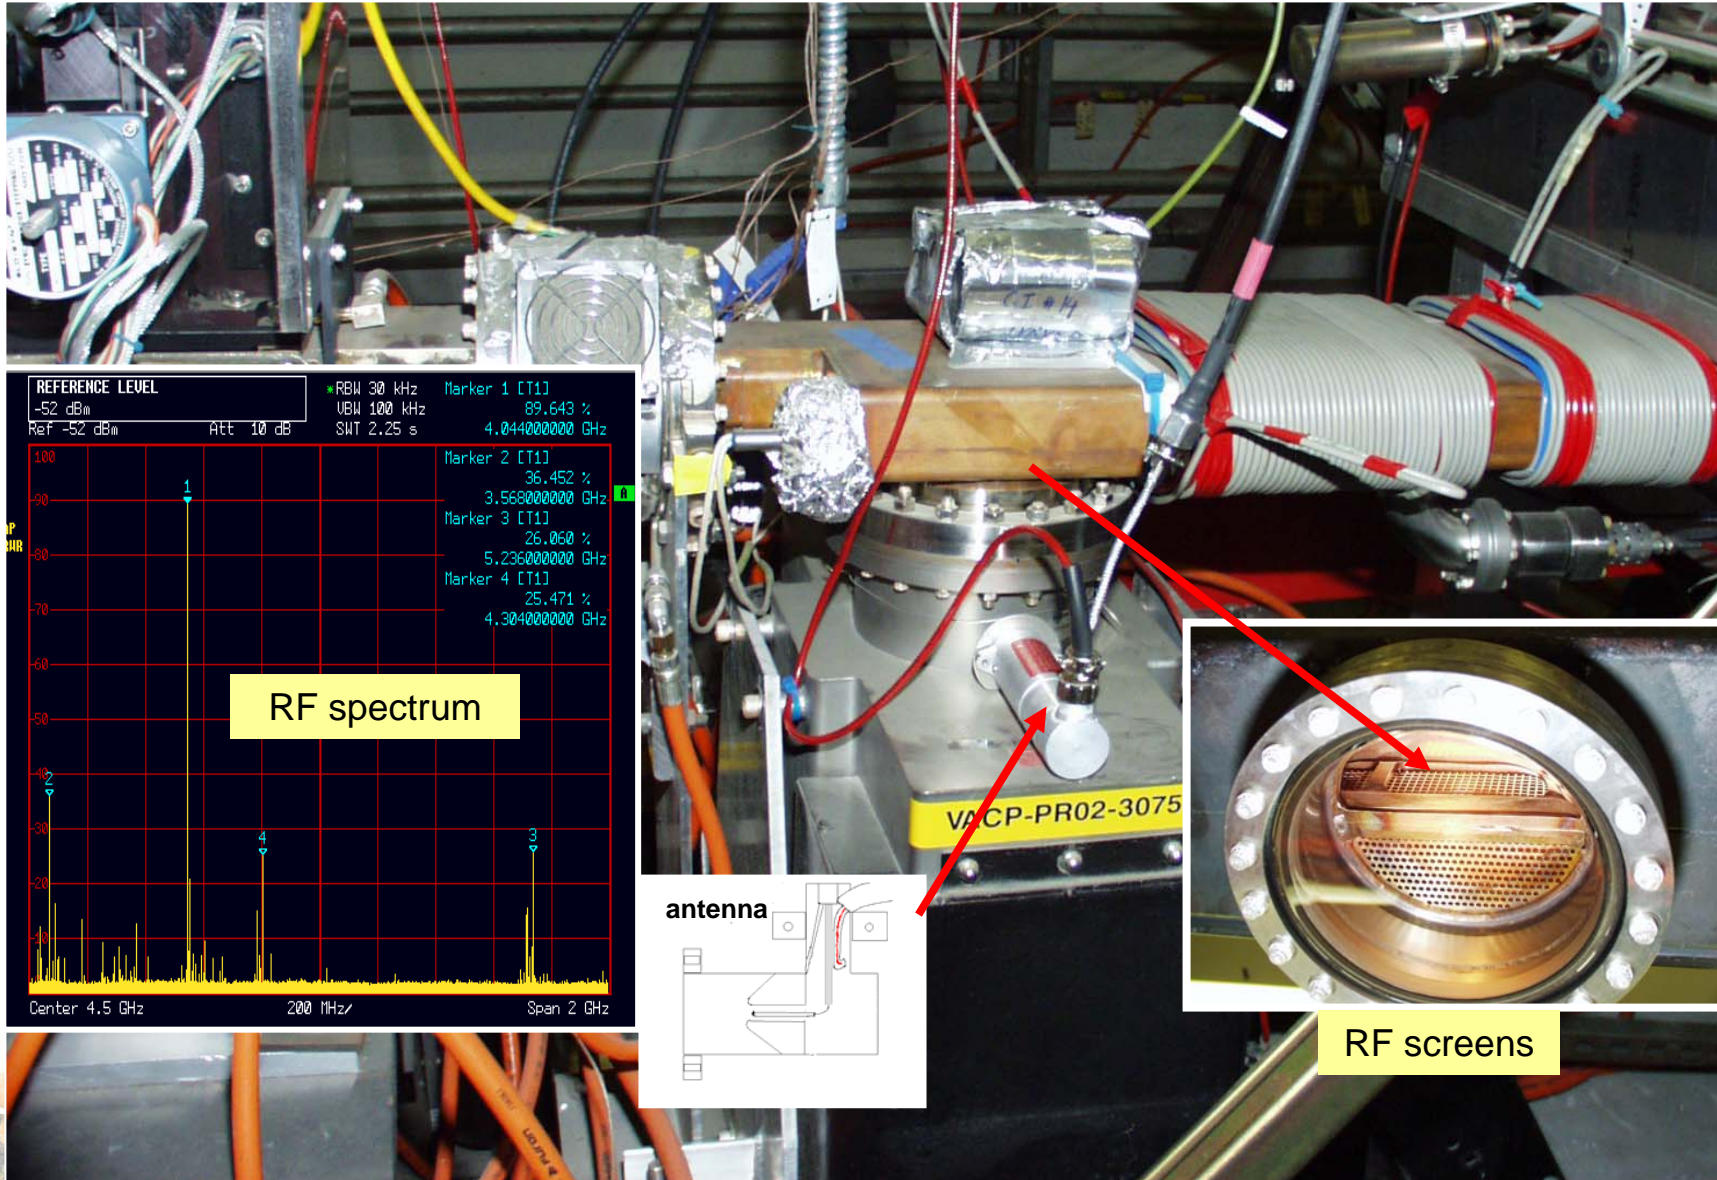 REFERENCE LEVEL
-52 dBm
Ref -52 dBm
Att 10 dB
*RBW 30 kHz
VBW 100 kHz
SWT 2.25 s
Marker 1 [T1]
89.643 %
4.044000000 GHz
Marker 2 [T1]
36.452 %
3.568000000 GHz
Marker 3 [T1]
26.060 %
5.236000000 GHz
Marker 4 [T1]
25.471 %
4.304000000 GHz
A
100
90
80
70
60
50
40
30
20
10
1
2
3
4
Center 4.5 GHz
200 MHz/
Span 2 GHz
RF spectrum
C.I #14
VACP-PR02-3075
antenna
RF screens
Furon